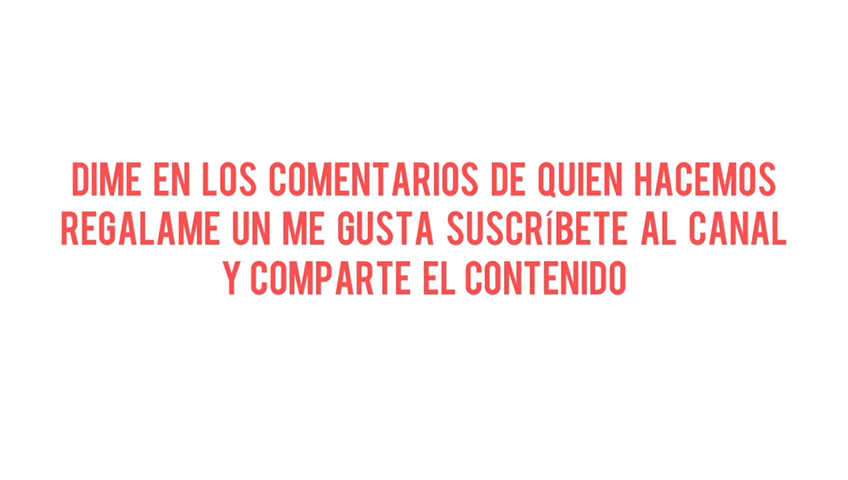 DIME EN LOS COMENTARIOS DE QUIEN HACEMOS
REGALAME UN ME GUSTA SUSCRíBETE AL CANAL
Y COMPARTE EL CONTENIDO